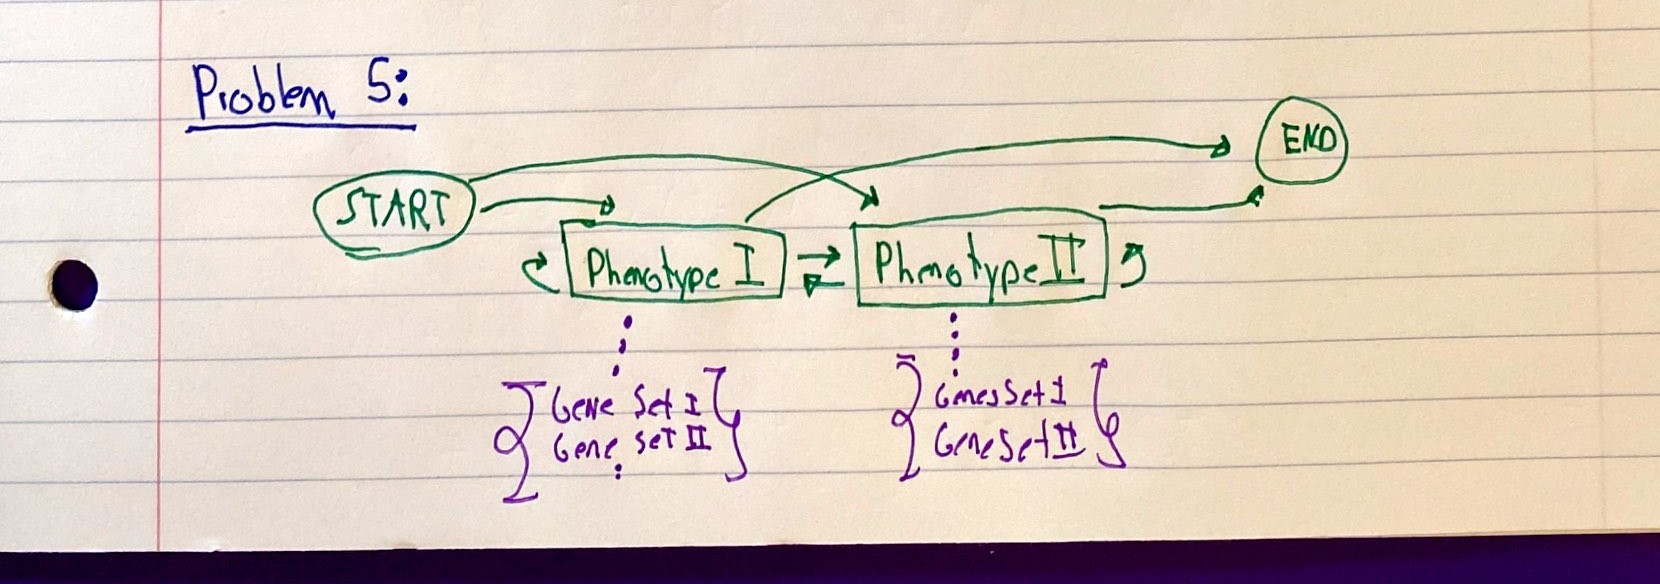 Problem 5:
END
START
Phenotype I
Phenotype II
Gene Set I
Gene Set II
Genes Set I
Gene Set II